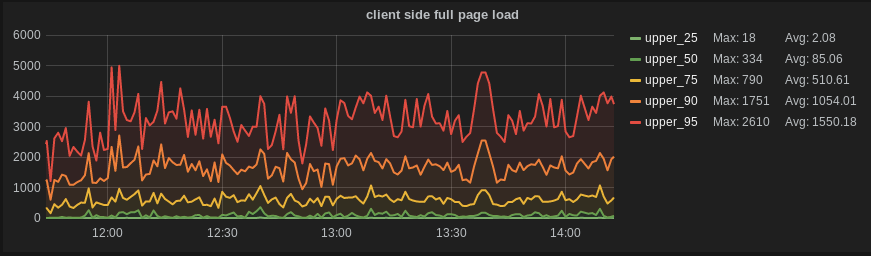 client side full page load
6000
5000
4000
3000
2000
1000
0
12:00 12:30 13:00 13:30 14:00
upper_25 Max: 18 Avg: 2.08
upper_50 Max: 334 Avg: 85.06
upper_75 Max: 790 Avg: 510.61
upper_90 Max: 1751 Avg: 1054.01
upper_95 Max: 2610 Avg: 1550.18